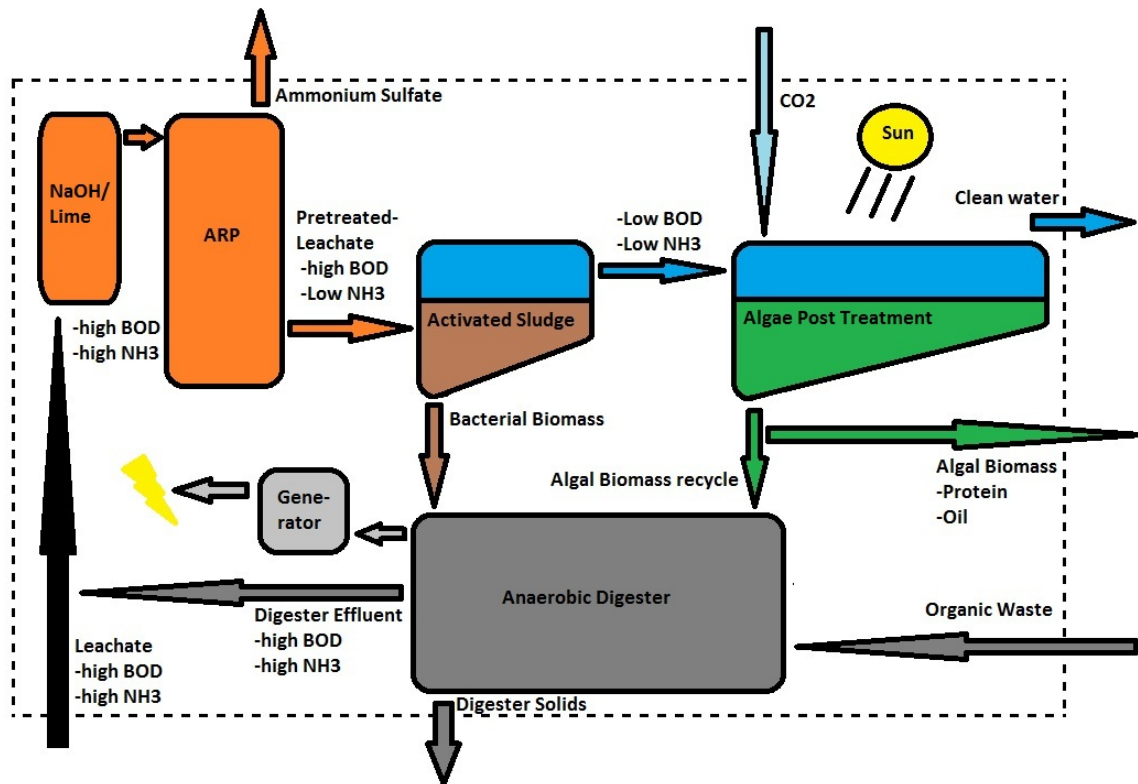 Ammonium Sulfate
CO2
Sun
NaOH/
Lime
Clean water
ARP
Pretreated-
Leachate
-high BOD
-Low NH3
-Low BOD
-Low NH3
-high BOD
-high NH3
Activated Sludge
Algae Post Treatment
Bacterial Biomass
Algal Biomass recycle
Algal Biomass
-Protein
-Oil
Gene-
rator
Anaerobic Digester
Organic Waste
Digester Effluent
-high BOD
-high NH3
Leachate
-high BOD
-high NH3
Digester Solids